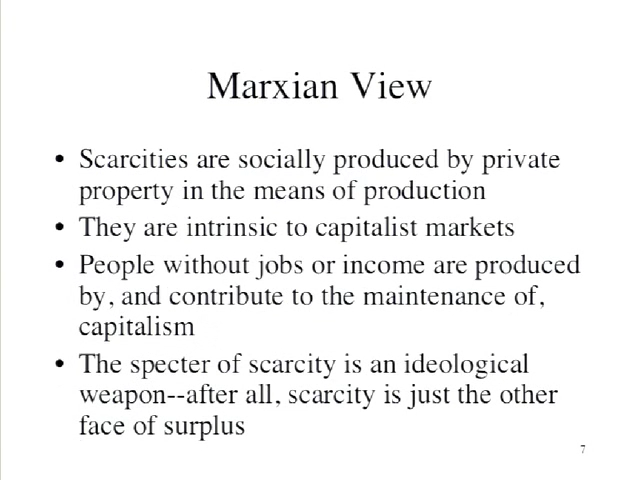 Marxian View
• Scarcities are socially produced by private
property in the means of production
• They are intrinsic to capitalist markets
• People without jobs or income are produced
by, and contribute to the maintenance of,
capitalism
• The specter of scarcity is an ideological
weapon--after all, scarcity is just the other
face of surplus
7